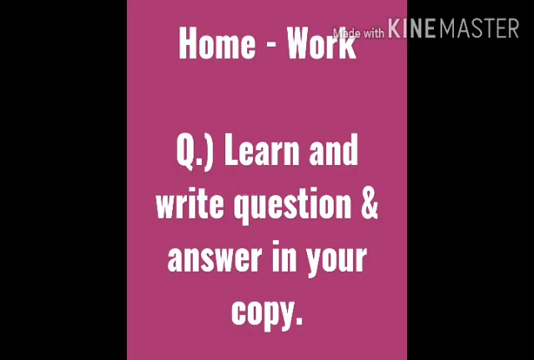 Made with KINEMASTER
Home - Work
Q.) Learn and
write question &
answer in your
copy.